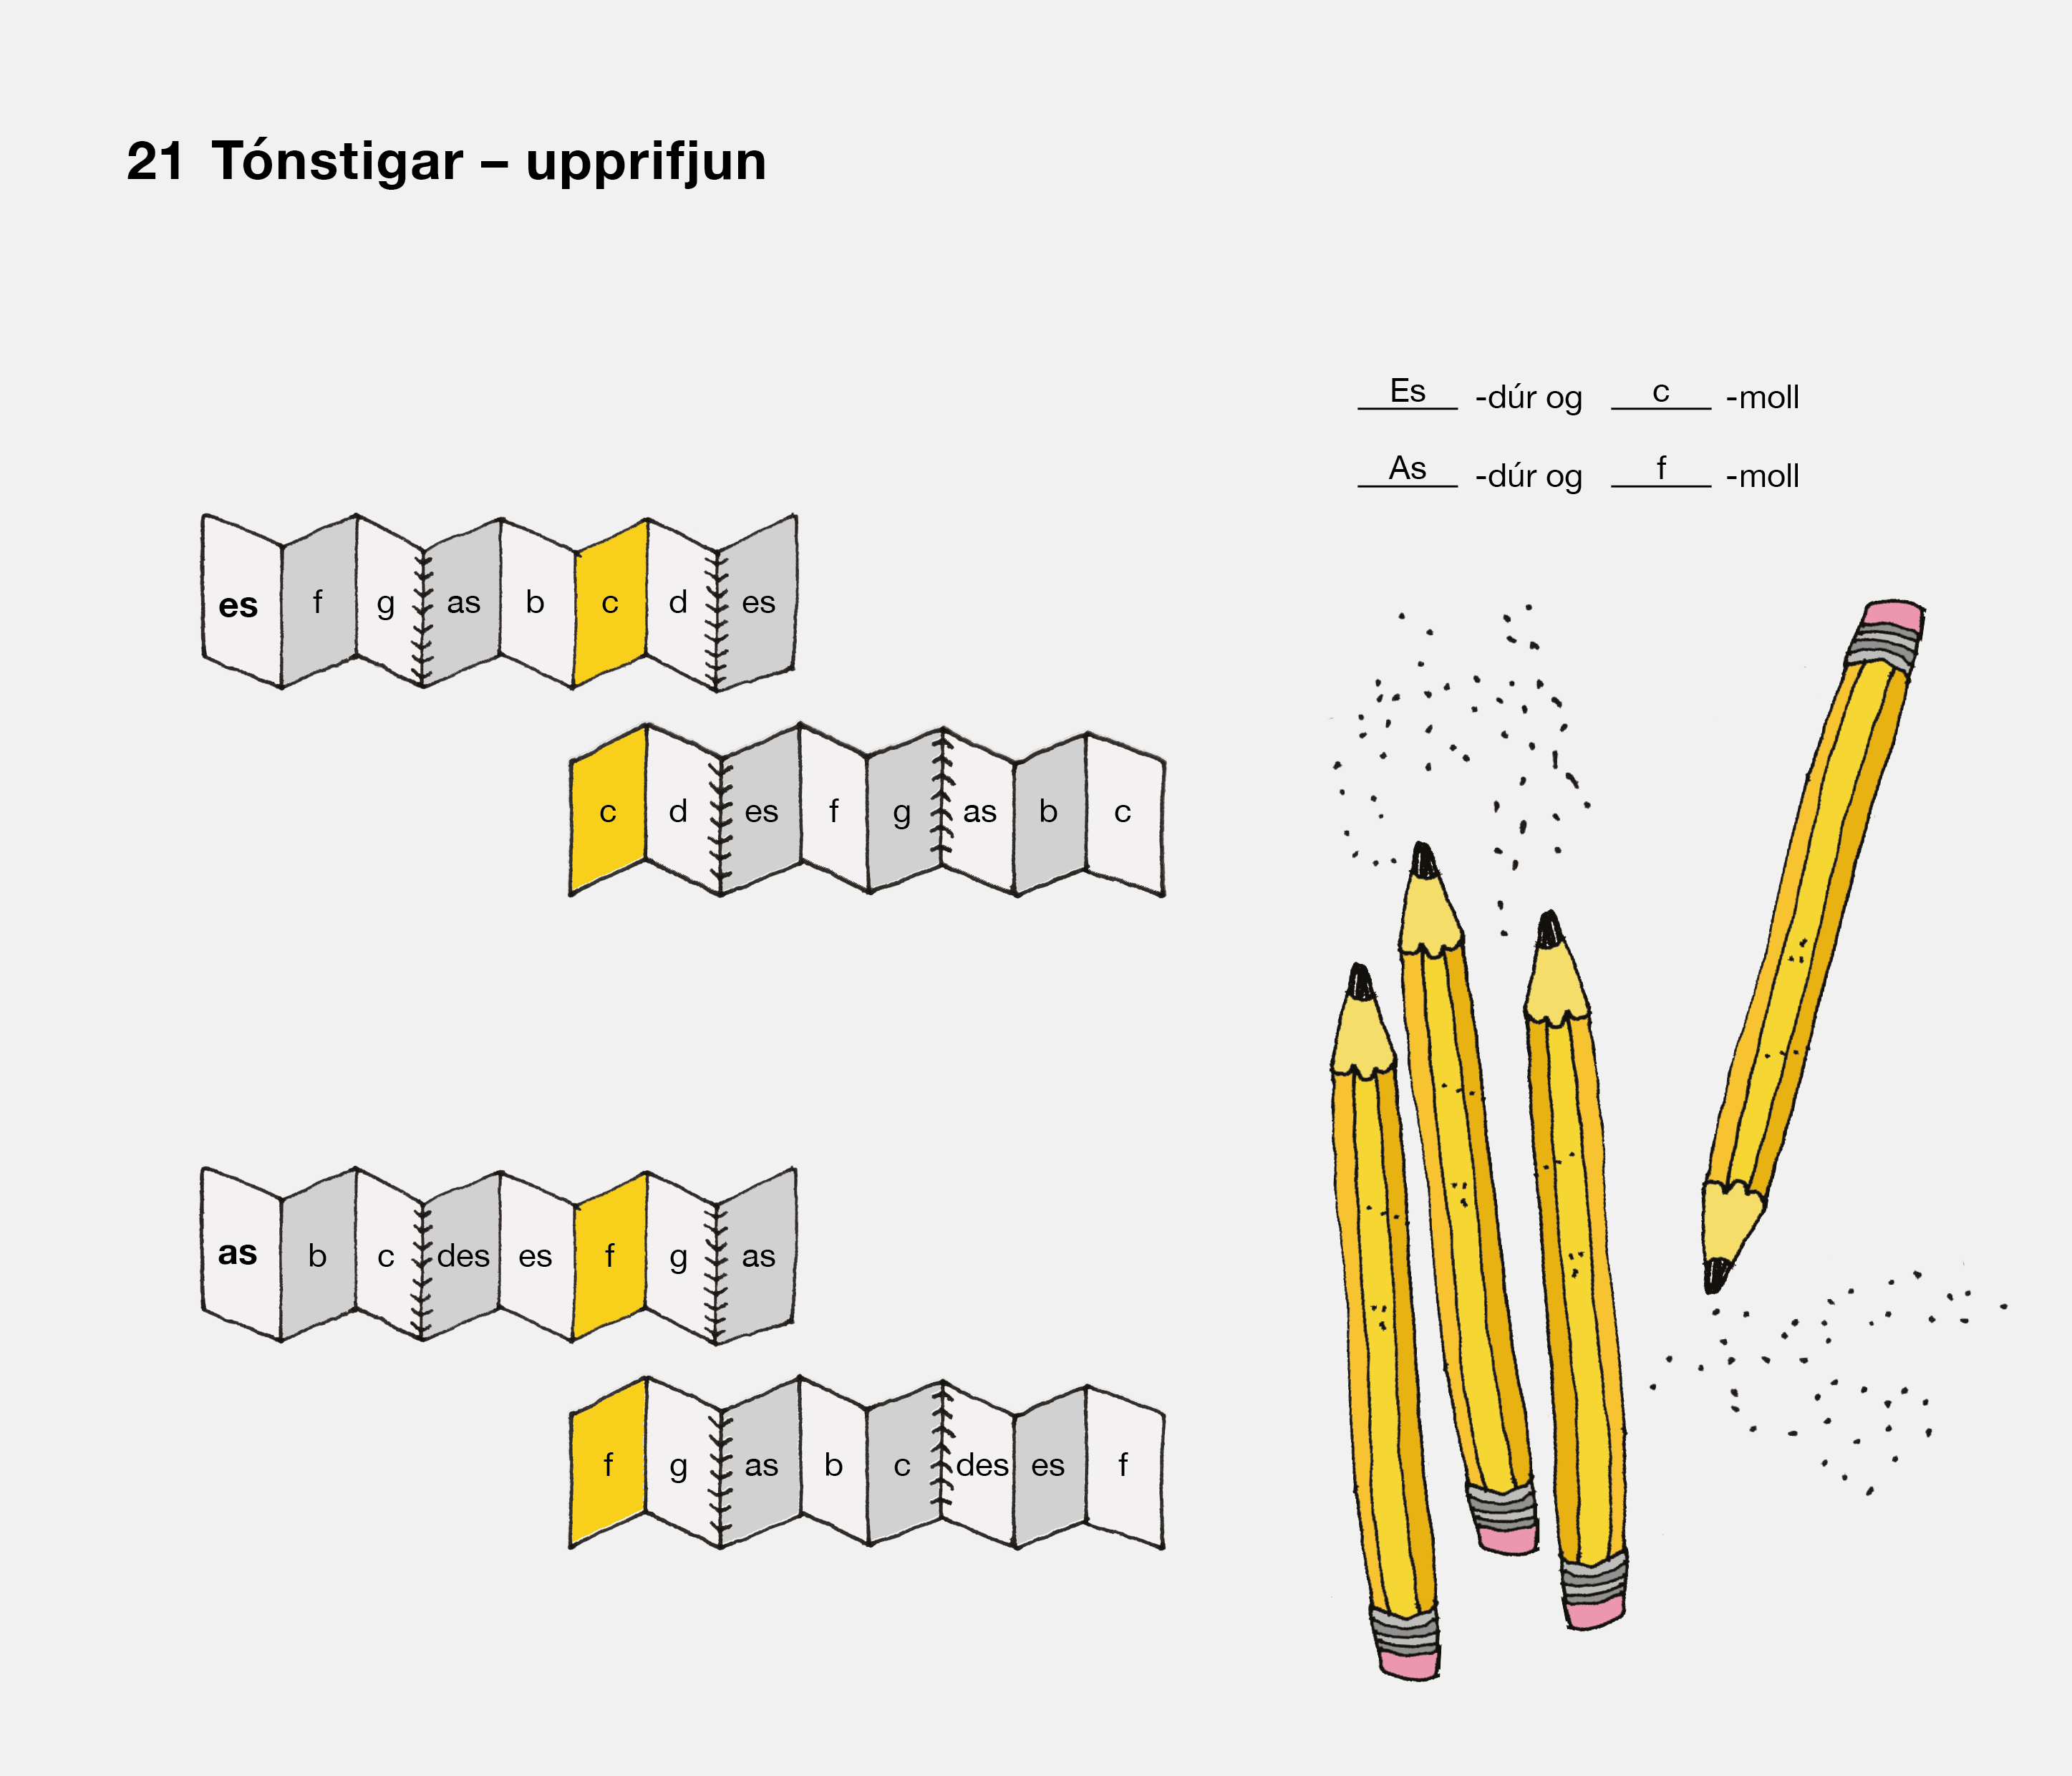 21 Tónstigar – upprifjun
Es -dúr og c -moll
As -dúr og f -moll
es f g as b c d es
c d es f g as b c
as b c des es f g as
f g as b c des es f